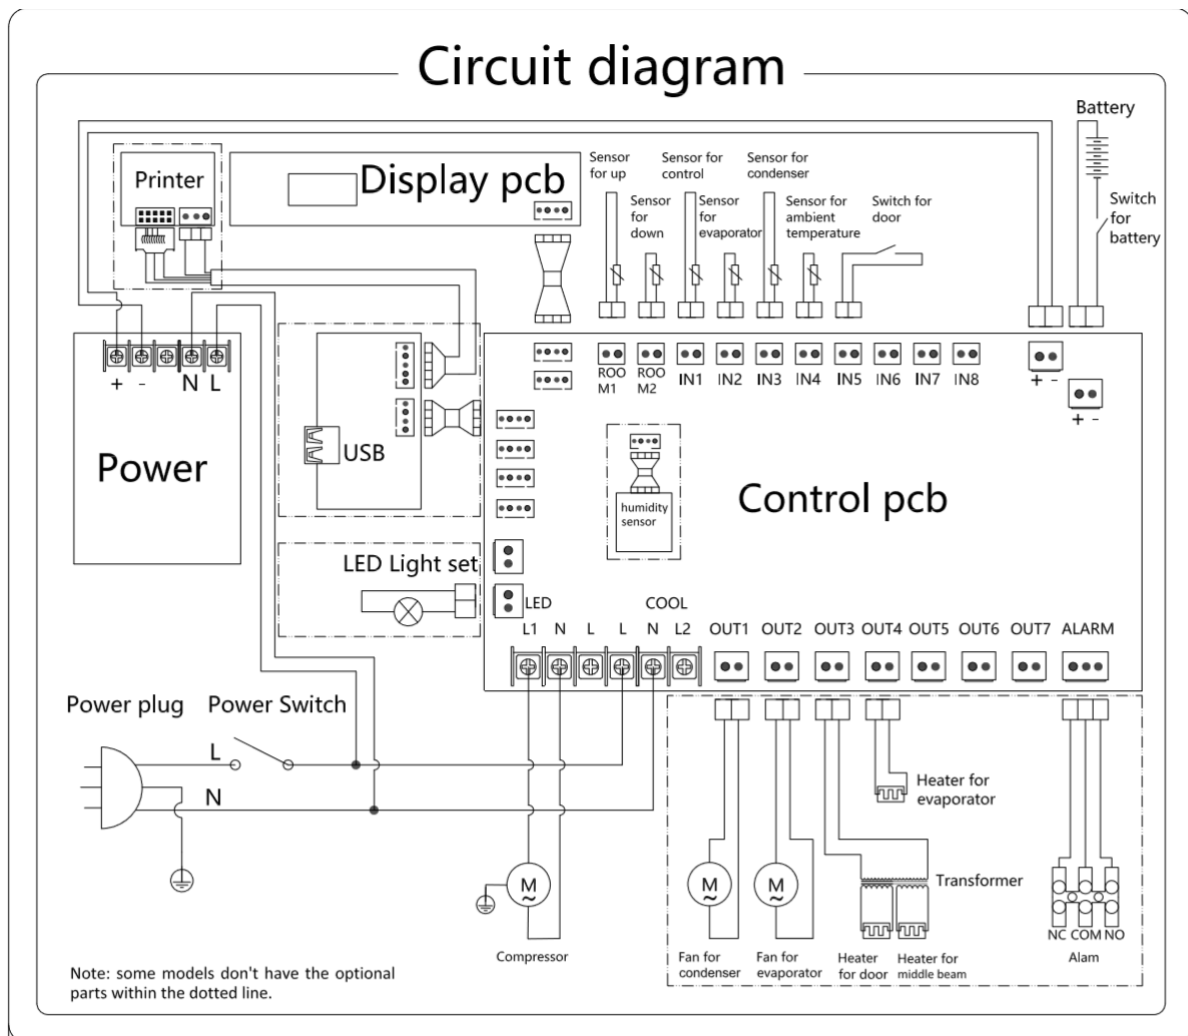 Circuit diagram
Battery
Printer
Display pcb
Sensor
for up
Sensor for
control
Sensor for
condenser
Sensor
for
down
Sensor
for
evaporator
Sensor for
ambient
temperature
Switch for
door
Switch
for
battery
+ - N L
Power
USB
ROO
M1
ROO
M2
IN1 IN2 IN3 IN4 IN5 IN6 IN7 IN8
+ -
+ -
humidity
sensor
Control pcb
LED Light set
LED COOL
L1 N L L N L2 OUT1 OUT2 OUT3 OUT4 OUT5 OUT6 OUT7 ALARM
Power plug Power Switch
L
N
Heater for
evaporator
M
~
M
~
M
~
Transformer
NC COM NO
Compressor
Fan for
condenser
Fan for
evaporator
Heater
for door
Heater for
middle beam
Alam
Note: some models don't have the optional
parts within the dotted line.